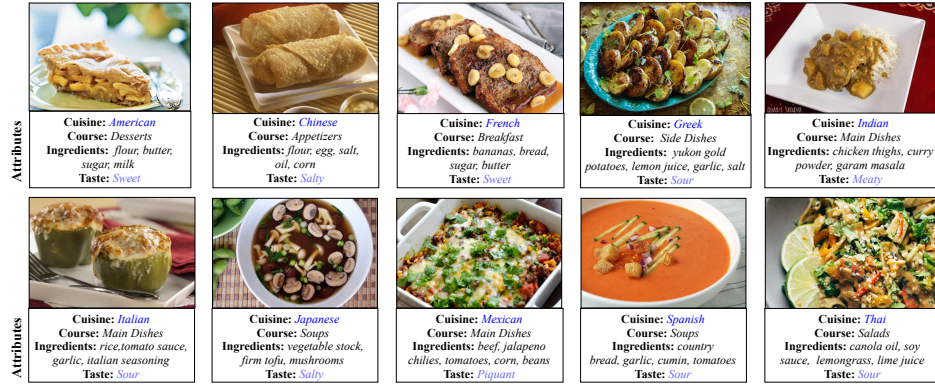 Attributes
Cuisine: American
Course: Desserts
Ingredients: flour, butter,
sugar, milk
Taste: Sweet
Cuisine: Chinese
Course: Appetizers
Ingredients: flour, egg, salt,
oil, corn
Taste: Salty
Cuisine: French
Course: Breakfast
Ingredients: bananas, bread,
sugar, butter
Taste: Sweet
Cuisine: Greek
Course: Side Dishes
Ingredients: yukon gold
potatoes, lemon juice, garlic, salt
Taste: Sour
Cuisine: Indian
Course: Main Dishes
Ingredients: chicken thighs, curry
powder, garam masala
Taste: Meaty
Attributes
Cuisine: Italian
Course: Main Dishes
Ingredients: rice,tomato sauce,
garlic, italian seasoning
Taste: Sour
Cuisine: Japanese
Course: Soups
Ingredients: vegetable stock,
firm tofu, mushrooms
Taste: Salty
Cuisine: Mexican
Course: Main Dishes
Ingredients: beef, jalapeno
chilies, tomatoes, corn, beans
Taste: Piquant
Cuisine: Spanish
Course: Soups
Ingredients: country
bread, garlic, cumin, tomatoes
Taste: Sour
Cuisine: Thai
Course: Salads
Ingredients: canola oil, soy
sauce, lemongrass, lime juice
Taste: Sour